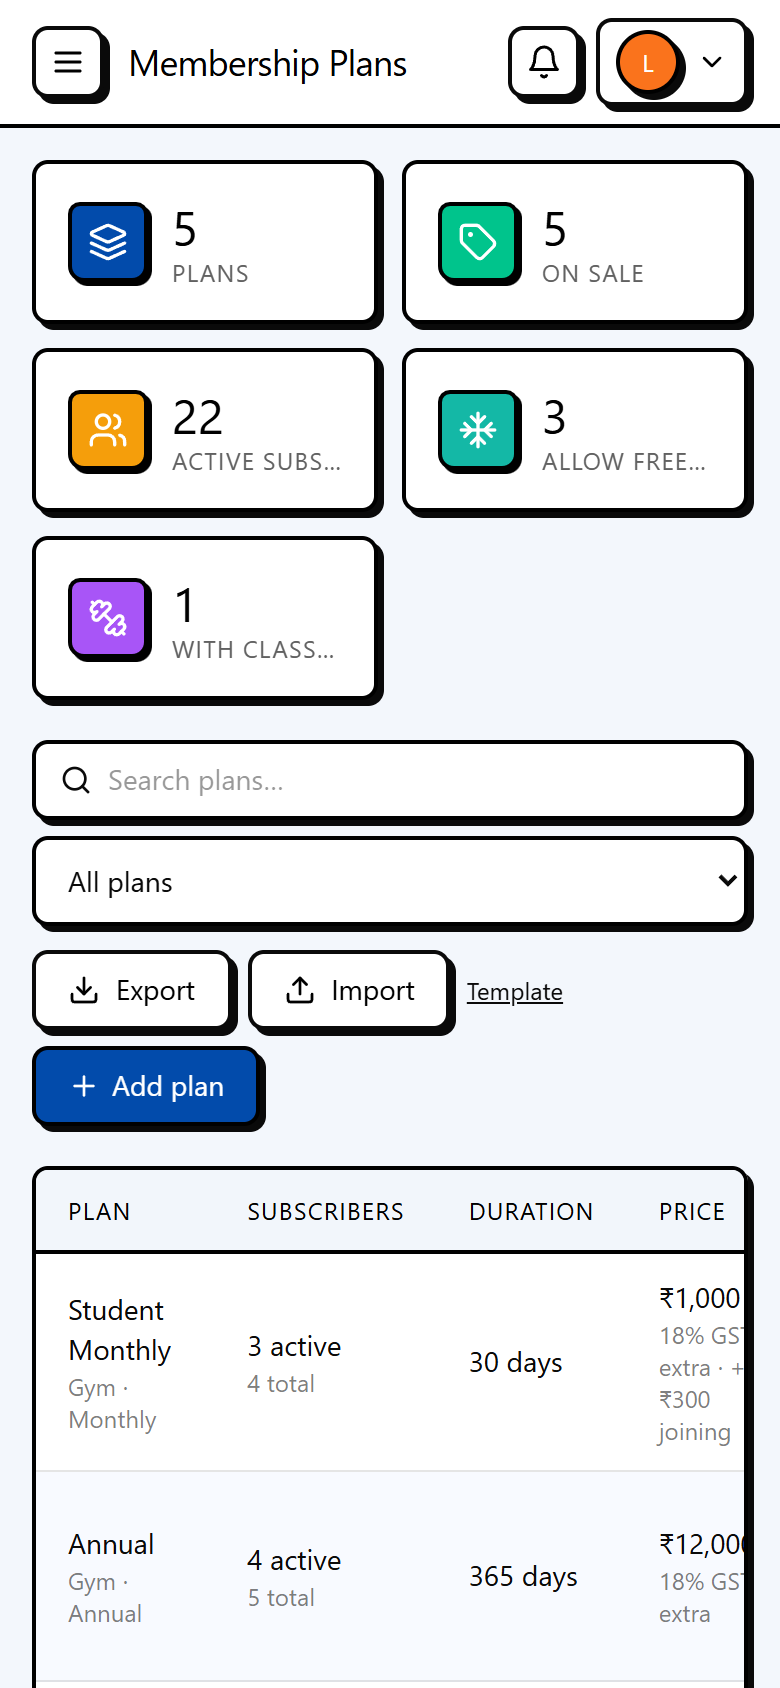 Membership Plans
L
5
PLANS
5
ON SALE
22
ACTIVE SUBS...
3
ALLOW FREE...
1
WITH CLASS...
Search plans...
All plans
Export
Import
Template
Add plan
PLAN SUBSCRIBERS DURATION PRICE
Student
Monthly
Gym ·
Monthly
3 active
4 total
30 days
₹1,000
18% GST
extra · +
₹300
joining
Annual
Gym ·
Annual
4 active
5 total
365 days
₹12,000
18% GST
extra